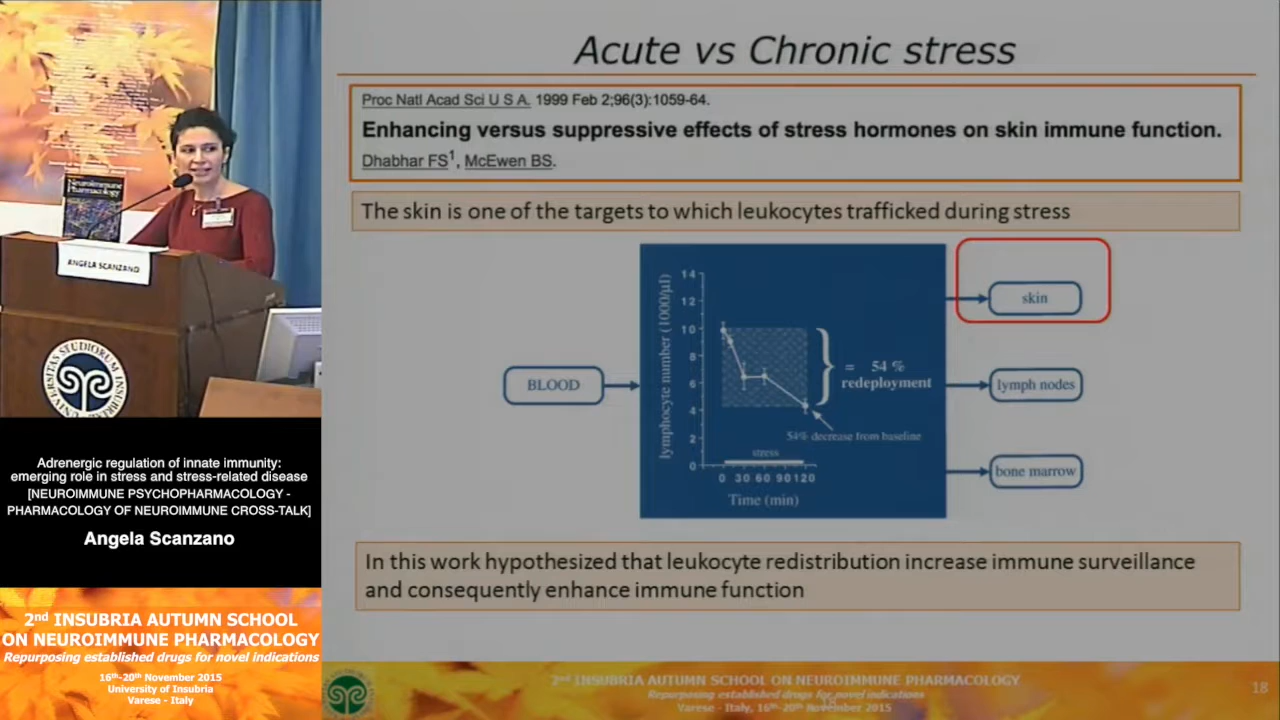 Neuroimmune
Pharmacology
ANGELA SCANZANO
Adrenergic regulation of innate immunity:
emerging role in stress and stress-related disease
[NEUROIMMUNE PSYCHOPHARMACOLOGY -
PHARMACOLOGY OF NEUROIMMUNE CROSS-TALK]
Angela Scanzano
2nd INSUBRIA AUTUMN SCHOOL
ON NEUROIMMUNE PHARMACOLOGY
Repurposing established drugs for novel indications
16th-20th November 2015
University of Insubria
Varese - Italy
Acute vs Chronic stress
Proc Natl Acad Sci U S A. 1999 Feb 2;96(3):1059-64.
Enhancing versus suppressive effects of stress hormones on skin immune function.
Dhabhar FS1, McEwen BS.
The skin is one of the targets to which leukocytes trafficked during stress
BLOOD
lymphocyte number (1000/µl)
14
12
10
8
6
4
2
0
= 54 %
redeployment
54% decrease from baseline
stress
0 30 60 90 120
Time (min)
skin
lymph nodes
bone marrow
In this work hypothesized that leukocyte redistribution increase immune surveillance
and consequently enhance immune function
2nd INSUBRIA AUTUMN SCHOOL ON NEUROIMMUNE PHARMACOLOGY
Repurposing established drugs for novel indications
Varese - Italy, 16th-20th November 2015
18